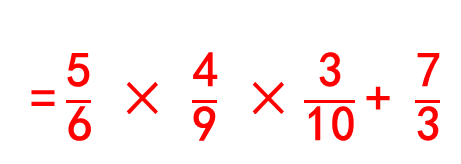 = 5/6 × 4/9 × 3/10 + 7/3